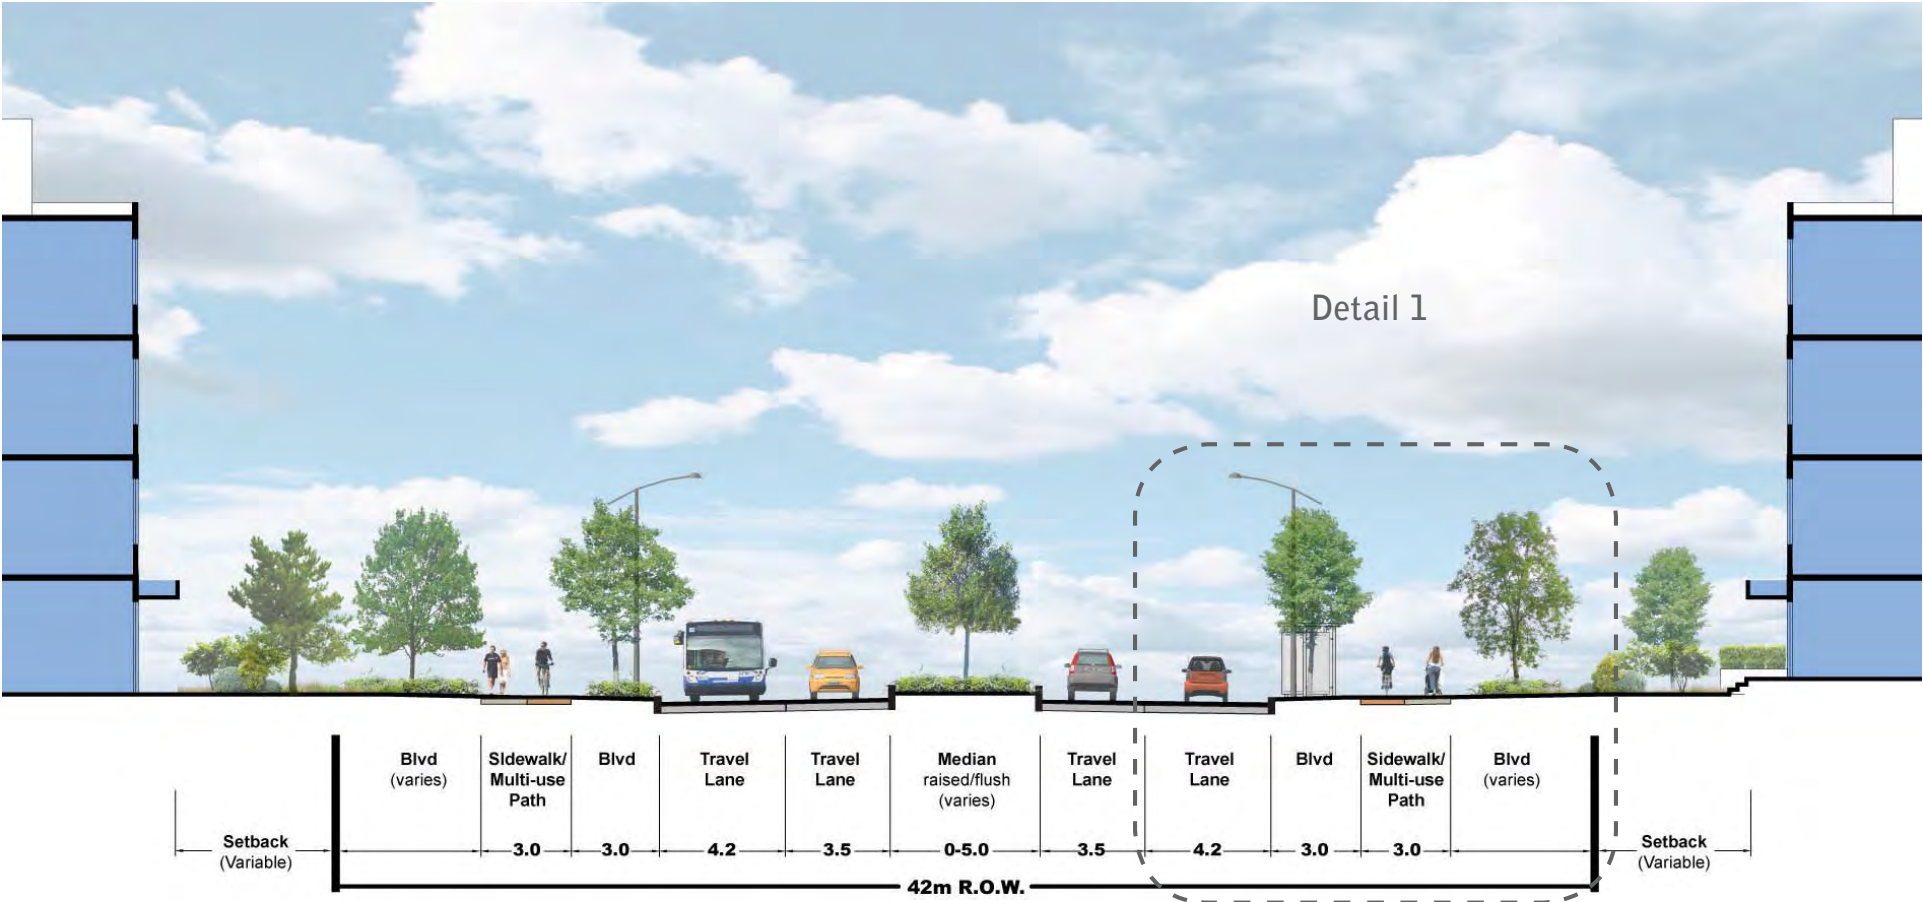 Detail 1
Blvd
(varies)
SIdewalk/
Multi-use
Path
Blvd
Travel
Lane
Travel
Lane
Median
raised/flush
(varies)
Travel
Lane
Travel
Lane
Blvd
Sidewalk/
Multi-use
Path
Blvd
(varies)
Setback
(Variable)
3.0
3.0
4.2
3.5
0-5.0
3.5
4.2
3.0
3.0
Setback
(Variable)
42m R.O.W.